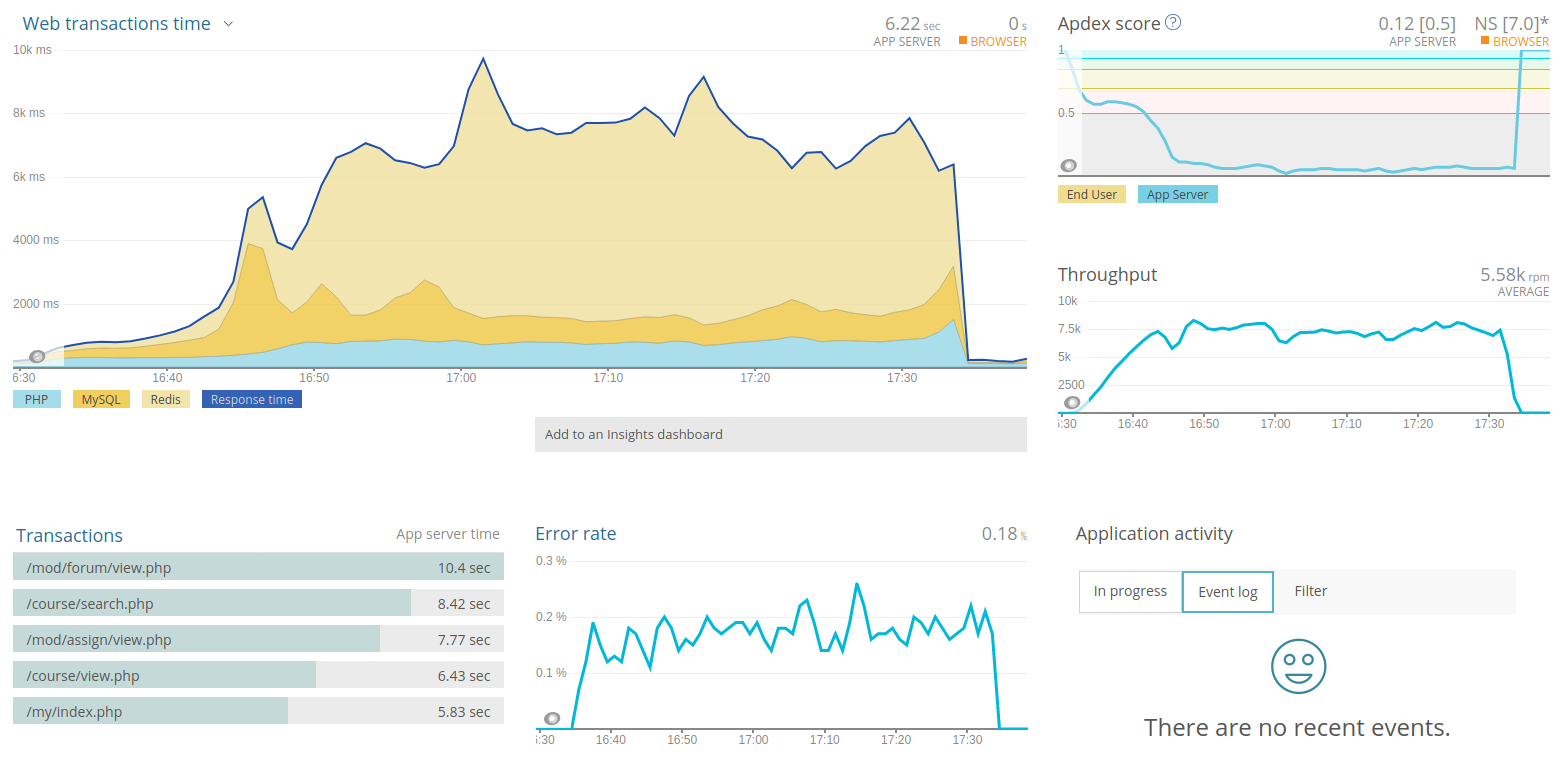 Web transactions time
6.22 sec
APP SERVER
0 s
BROWSER
10k ms
8k ms
6k ms
4000 ms
2000 ms
6:30 16:40 16:50 17:00 17:10 17:20 17:30
PHP MySQL Redis Response time
Add to an Insights dashboard
Apdex score ?
0.12 [0.5]
APP SERVER
NS [7.0]*
BROWSER
1
0.5
End User App Server
Throughput
5.58k rpm
AVERAGE
10k
7.5k
5k
2500
:30 16:40 16:50 17:00 17:10 17:20 17:30
Transactions App server time
/mod/forum/view.php 10.4 sec
/course/search.php 8.42 sec
/mod/assign/view.php 7.77 sec
/course/view.php 6.43 sec
/my/index.php 5.83 sec
Error rate 0.18 %
0.3 %
0.2 %
0.1 %
:30 16:40 16:50 17:00 17:10 17:20 17:30
Application activity
In progress Event log Filter
There are no recent events.